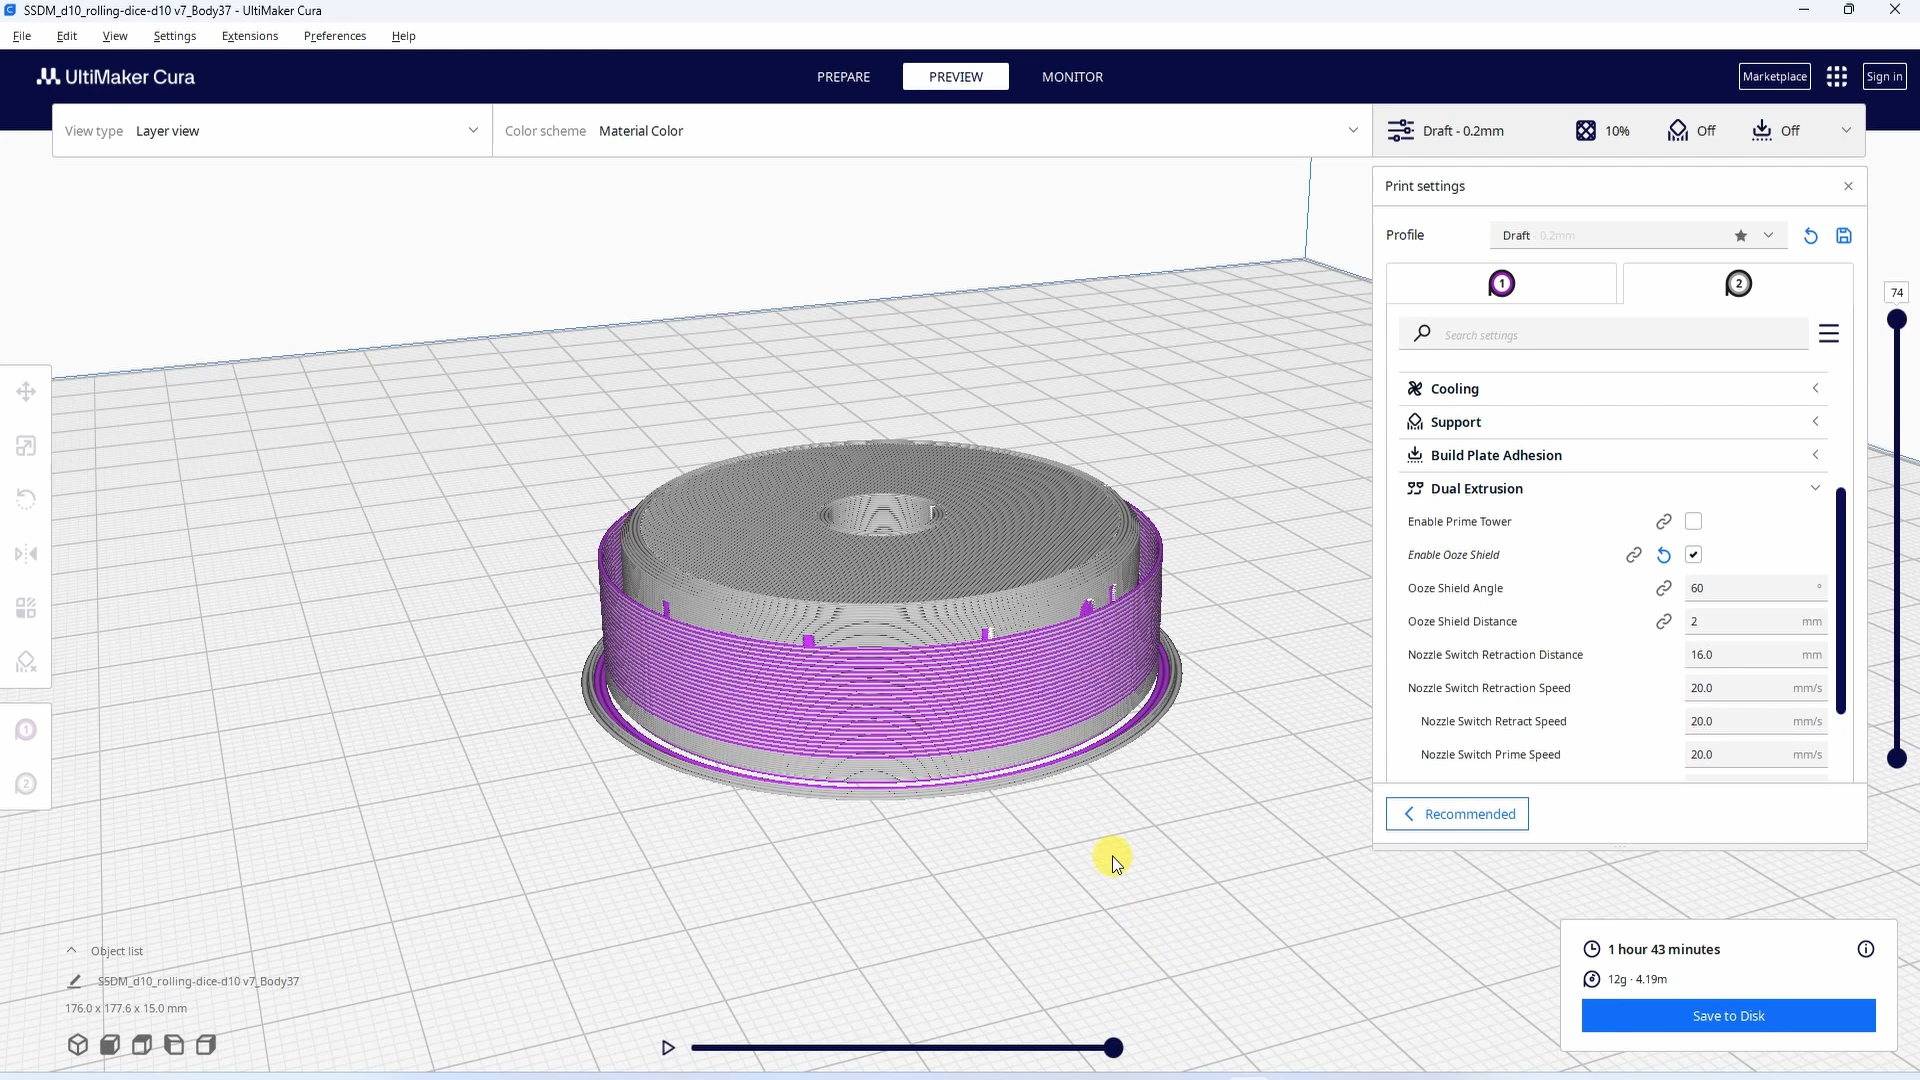 SSDM_d10_rolling-dice-d10 v7_Body37 - UltiMaker Cura
File Edit View Settings Extensions Preferences Help
UltiMaker Cura
PREPARE PREVIEW MONITOR
Marketplace Sign in
View type Layer view
Color scheme Material Color
Draft - 0.2mm 10% Off Off
Print settings
Profile Draft - 0.2mm
1 2
74
Search settings
Cooling
Support
Build Plate Adhesion
Dual Extrusion
Enable Prime Tower
Enable Ooze Shield
Ooze Shield Angle 60 °
Ooze Shield Distance 2 mm
Nozzle Switch Retraction Distance 16.0 mm
Nozzle Switch Retraction Speed 20.0 mm/s
Nozzle Switch Retract Speed 20.0 mm/s
Nozzle Switch Prime Speed 20.0 mm/s
Recommended
1
2
Object list
SSDM_d10_rolling-dice-d10 v7_Body37
176.0 x 177.6 x 15.0 mm
1 hour 43 minutes
12g · 4.19m
Save to Disk